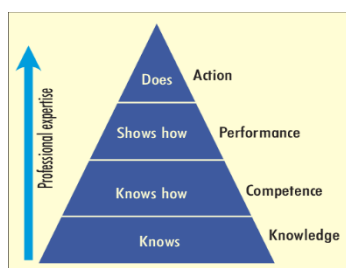 Professional expertise
Does
Action
Shows how
Performance
Knows how
Competence
Knows
Knowledge